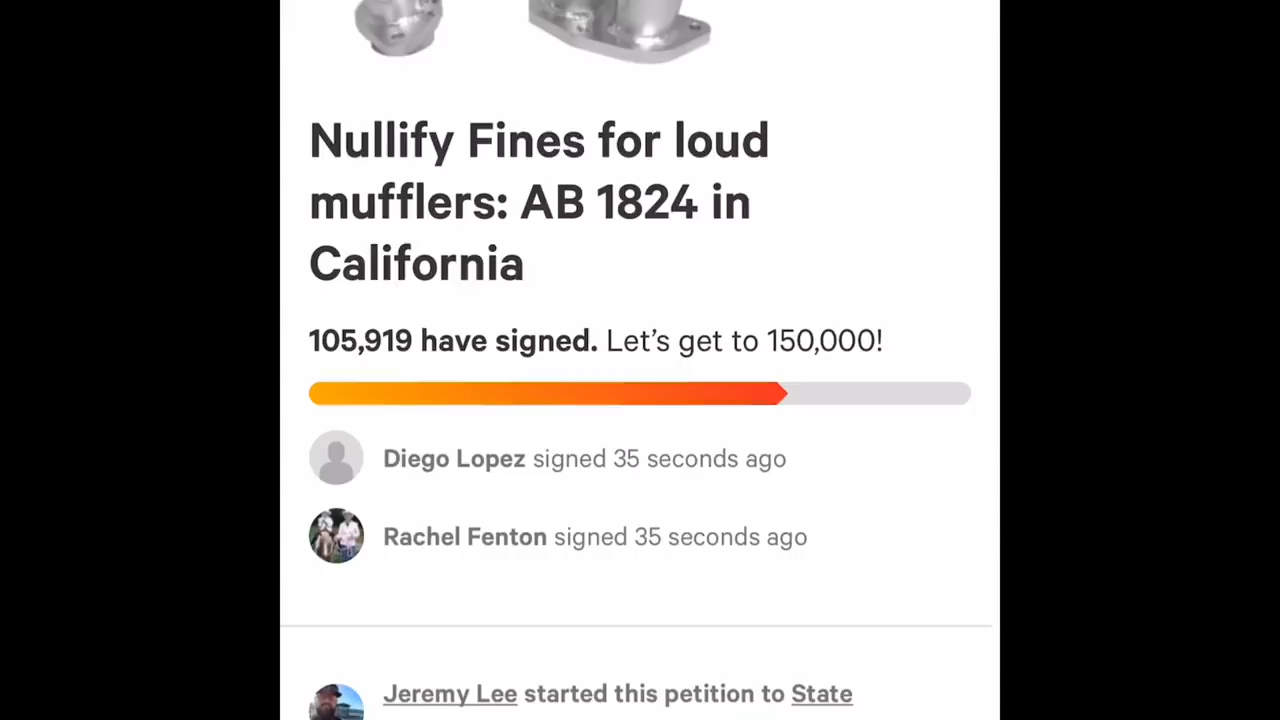 Nullify Fines for loud
mufflers: AB 1824 in
California
105,919 have signed. Let's get to 150,000!
Diego Lopez signed 35 seconds ago
Rachel Fenton signed 35 seconds ago
Jeremy Lee started this petition to State